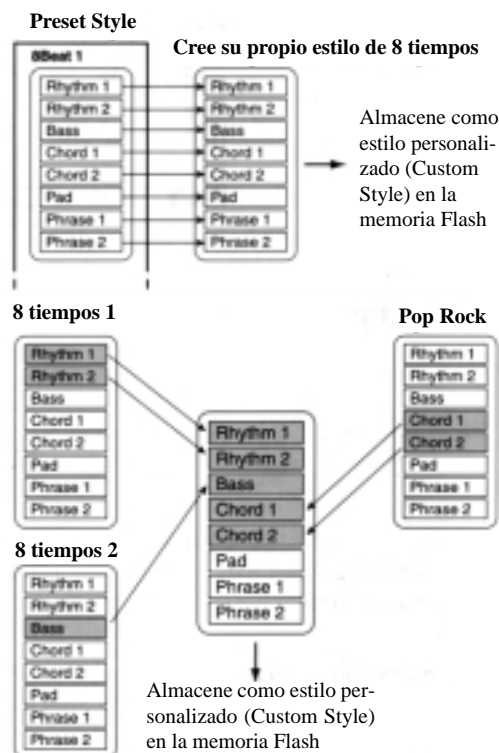 Preset Style
Cree su propio estilo de 8 tiempos
8Beat 1
Rhythm 1
Rhythm 2
Bass
Chord 1
Chord 2
Pad
Phrase 1
Phrase 2
Rhythm 1
Rhythm 2
Bass
Chord 1
Chord 2
Pad
Phrase 1
Phrase 2
Almacene como
estilo personali-
zado (Custom
Style) en la
memoria Flash
8 tiempos 1
Rhythm 1
Rhythm 2
Bass
Chord 1
Chord 2
Pad
Phrase 1
Phrase 2
Pop Rock
Rhythm 1
Rhythm 2
Bass
Chord 1
Chord 2
Pad
Phrase 1
Phrase 2
Rhythm 1
Rhythm 2
Bass
Chord 1
Chord 2
Pad
Phrase 1
Phrase 2
8 tiempos 2
Rhythm 1
Rhythm 2
Bass
Chord 1
Chord 2
Pad
Phrase 1
Phrase 2
Almacene como estilo per-
sonalizado (Custom Style)
en la memoria Flash